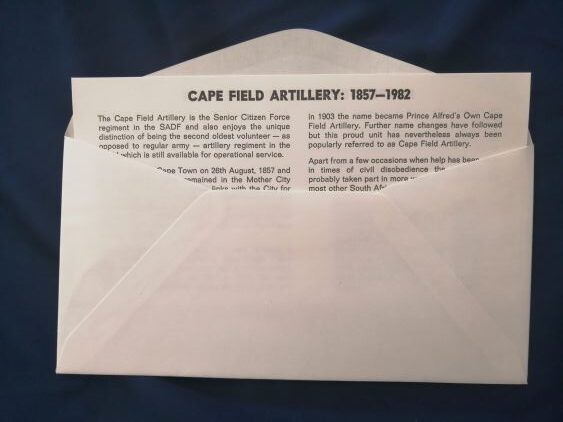 CAPE FIELD ARTILLERY: 1857—1982
The Cape Field Artillery is the Senior Citizen Force
regiment in the SADF and also enjoys the unique
distinction of being the second oldest volunteer — as
opposed to regular army — artillery regiment in the
which is still available for operational service.
Cape Town on 26th August, 1857 and
remained in the Mother City
links with the City for
In 1903 the name became Prince Alfred's Own Cape
Field Artillery. Further name changes have followed
but this proud unit has nevertheless always been
popularly referred to as Cape Field Artillery.
Apart from a few occasions when help has been
in times of civil disobedience the
probably taken part in more
most other South